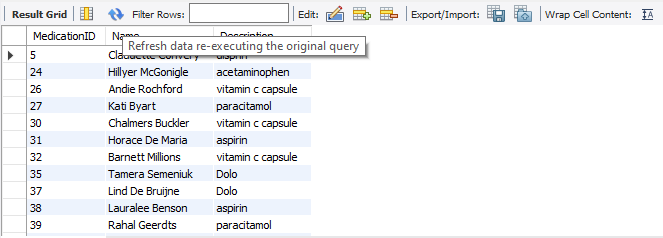 Result Grid Filter Rows: Edit: Export/Import: Wrap Cell Content:
MedicationID Name Description
Refresh data re-executing the original query
5 Claudette Convery
24 Hillyer McGonigle acetaminophen
26 Andie Rochford vitamin c capsule
27 Kati Byart paracitamol
30 Chalmers Buckler vitamin c capsule
31 Horace De Maria aspirin
32 Barnett Millions vitamin c capsule
35 Tamera Semeniuk Dolo
37 Lind De Bruijne Dolo
38 Lauralee Benson aspirin
39 Rahal Geerdts paracitamol